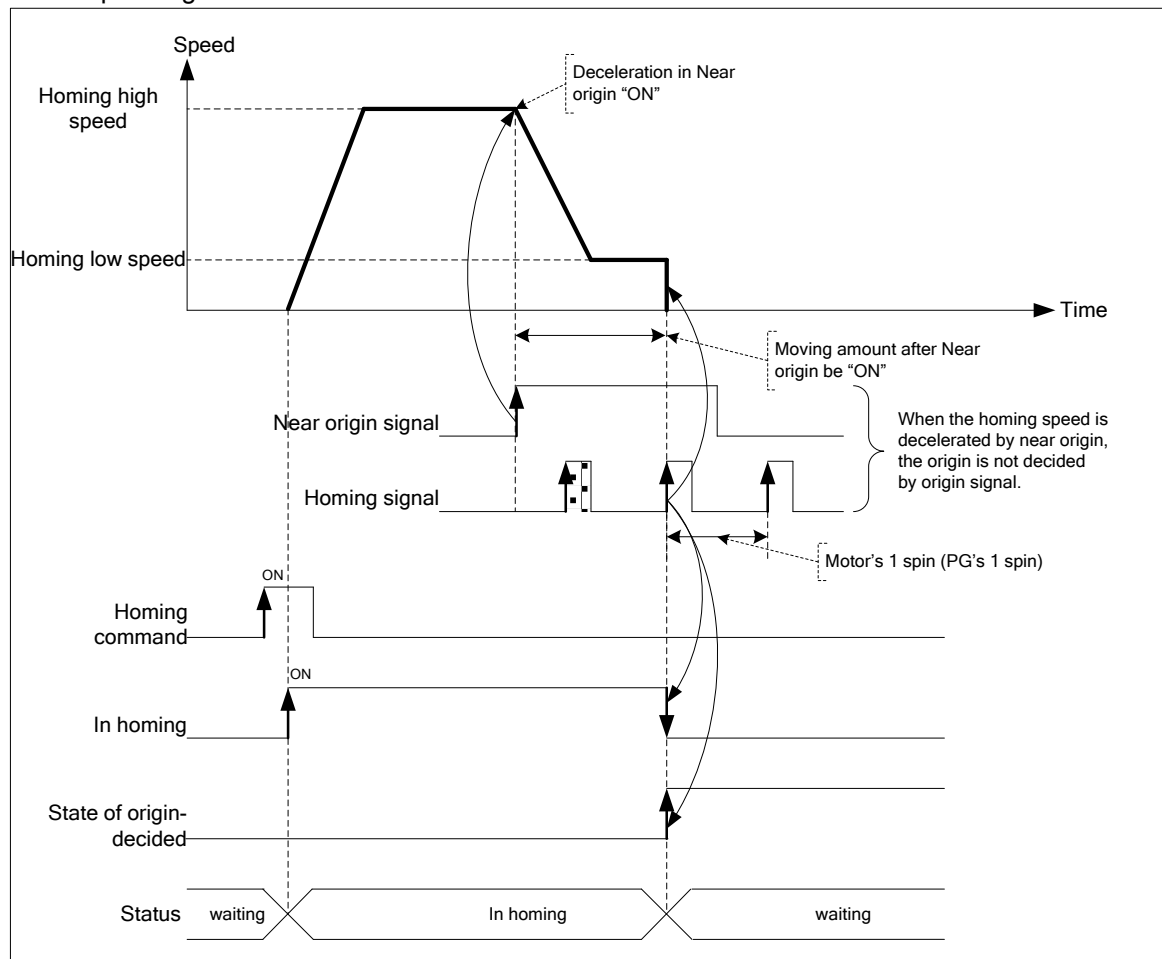 Speed
Homing high
speed
Deceleration in Near
origin "ON"
Homing low speed
Time
Moving amount after Near
origin be "ON"
Near origin signal
When the homing speed is
decelerated by near origin,
the origin is not decided
by origin signal.
Homing signal
Motor's 1 spin (PG's 1 spin)
ON
Homing
command
ON
In homing
State of origin-
decided
Status
waiting
In homing
waiting